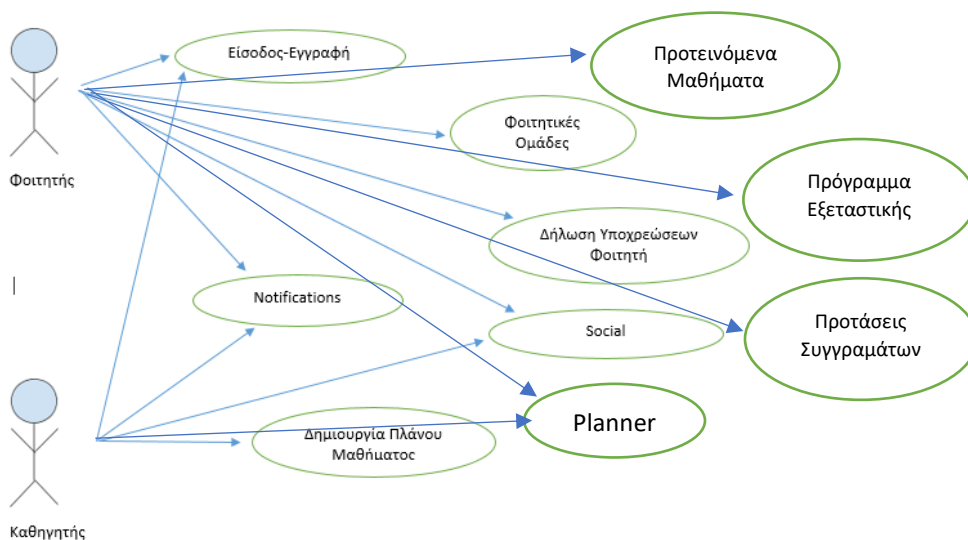 Είσοδος-Εγγραφή
Προτεινόμενα
Μαθήματα
Φοιτητικές
Ομάδες
Φοιτητής
Πρόγραμμα
Εξεταστικής
Δήλωση Υποχρεώσεων
Φοιτητή
Notifications
Social
Προτάσεις
Συγγραμάτων
Planner
Δημιουργία Πλάνου
Μαθήματος
Καθηγητής